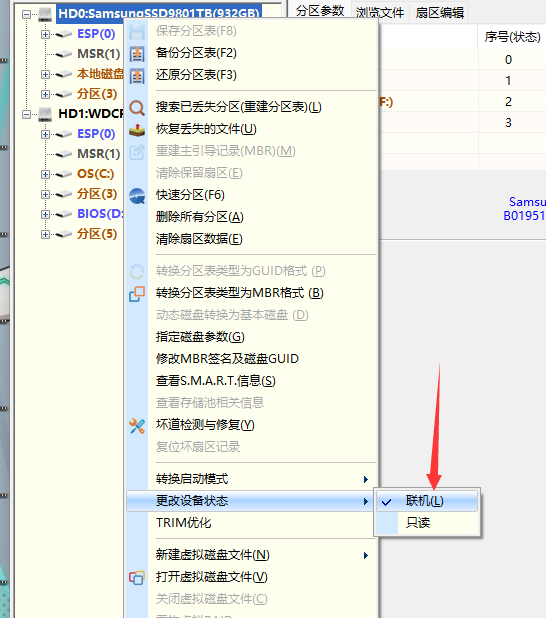 HD0:SamsungSSD9801TB(932GB)
ESP(0)
MSR(1)
本地磁盘
分区(3)
HD1:WDC
ESP(0)
MSR(1)
OS(C:)
分区(3)
BIOS(D:
分区(5)
保存分区表(F8)
备份分区表(F2)
还原分区表(F3)
搜索已丢失分区(重建分区表)(L)
恢复丢失的文件(U)
重建主引导记录(MBR)(M)
清除保留扇区(E)
快速分区(F6)
删除所有分区(A)
清除扇区数据(E)
转换分区表类型为GUID格式 (P)
转换分区表类型为MBR格式 (B)
动态磁盘转换为基本磁盘 (D)
指定磁盘参数(G)
修改MBR签名及磁盘GUID
查看S.M.A.R.T.信息(S)
查看存储池相关信息
坏道检测与修复(Y)
复位坏扇区记录
转换启动模式
更改设备状态
TRIM优化
新建虚拟磁盘文件(N)
打开虚拟磁盘文件(V)
关闭虚拟磁盘文件(C)
联机(L)
只读
分区参数 浏览文件 扇区编辑
序号(状态)
0
1
F:) 2
3
Samsu
B01951